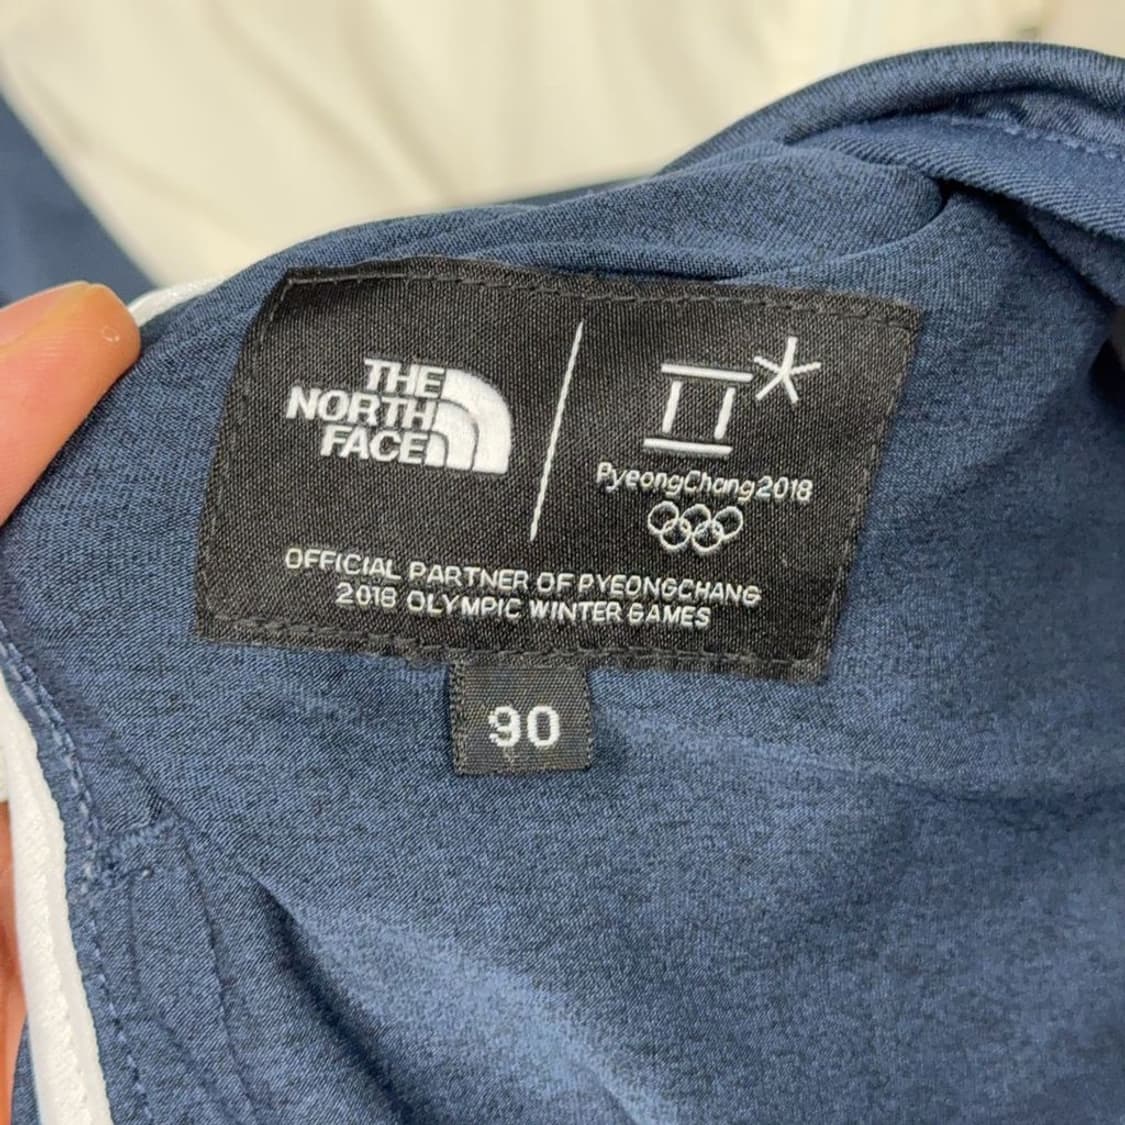 THE
NORTH
FACE
PyeongChang2018
OFFICIAL PARTNER OF PYEONGCHANG
2018 OLYMPIC WINTER GAMES
90